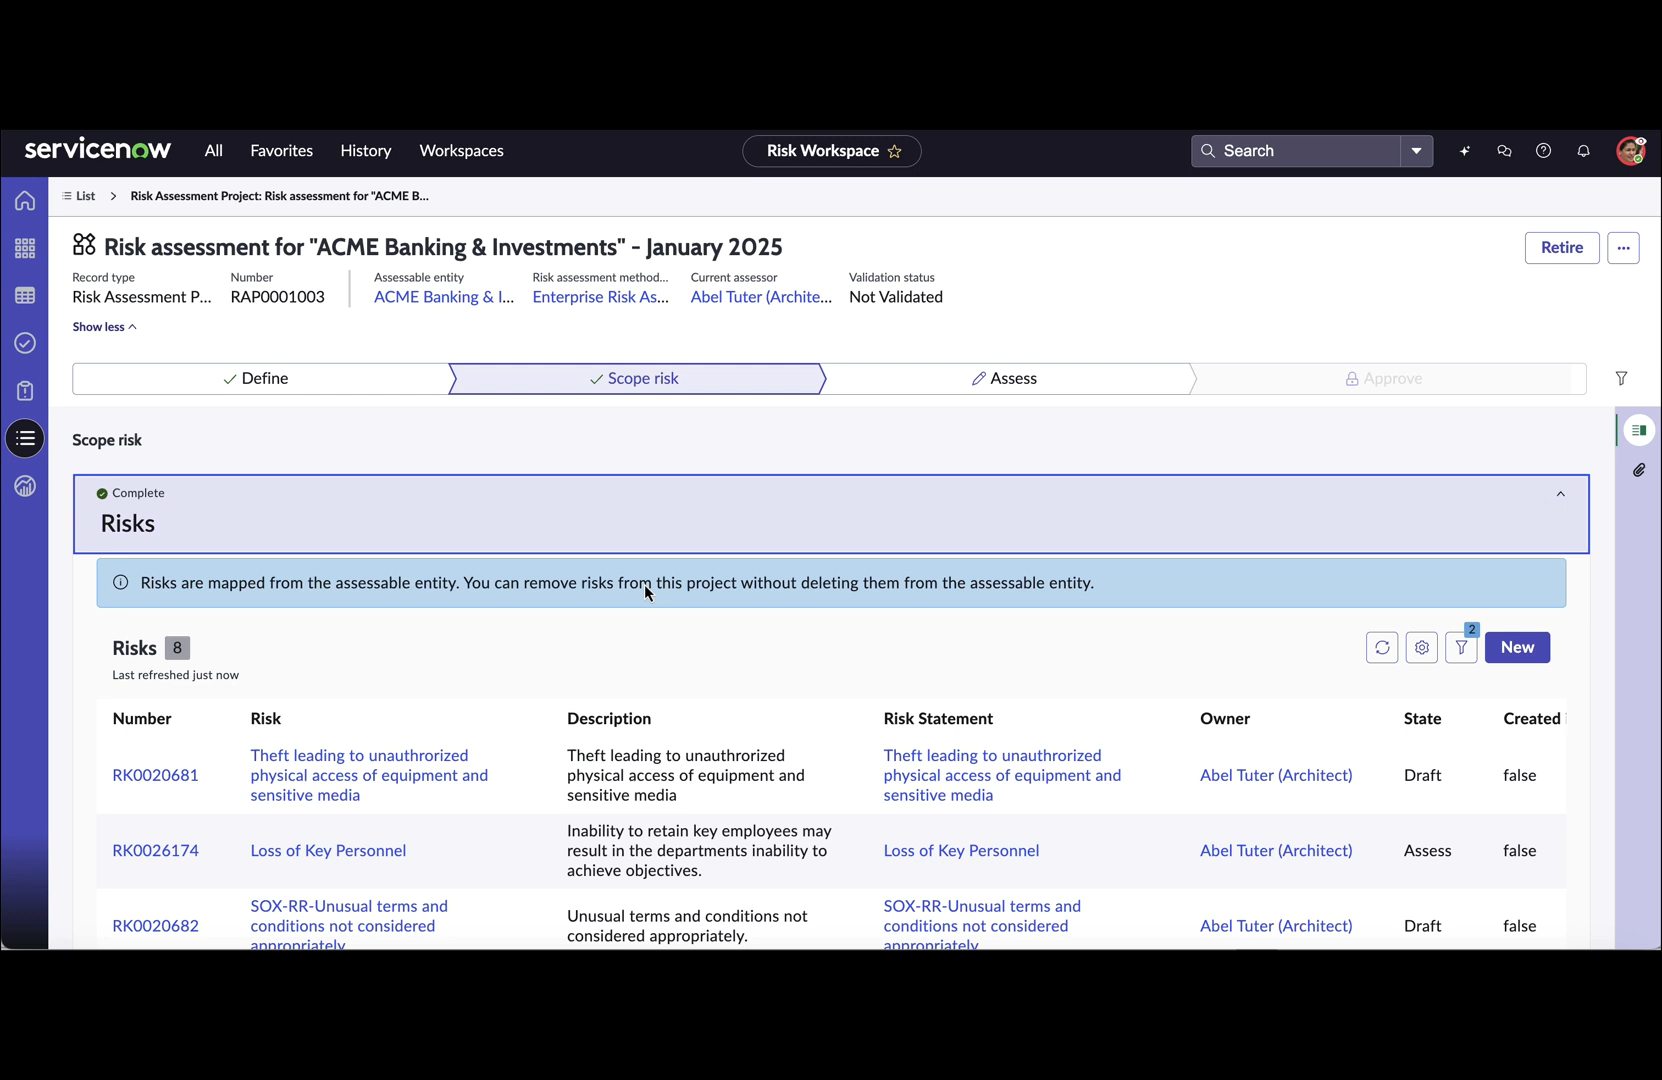 servicenow All Favorites History Workspaces Risk Workspace Search
List > Risk Assessment Project: Risk assessment for "ACME B...
Risk assessment for "ACME Banking & Investments" - January 2025 Retire ...
Record type Number Assessable entity Risk assessment method... Current assessor Validation status
Risk Assessment P... RAP0001003 ACME Banking & I... Enterprise Risk As... Abel Tuter (Archite... Not Validated
Show less
Define Scope risk Assess Approve
Scope risk
Complete
Risks
Risks are mapped from the assessable entity. You can remove risks from this project without deleting them from the assessable entity.
2
Risks 8 New
Last refreshed just now
Number Risk Description Risk Statement Owner State Created
Theft leading to unauthrorized Theft leading to unauthrorized Theft leading to unauthrorized
RK0020681 physical access of equipment and physical access of equipment and physical access of equipment and Abel Tuter (Architect) Draft false
sensitive media sensitive media sensitive media
Inability to retain key employees may
RK0026174 Loss of Key Personnel result in the departments inability to Loss of Key Personnel Abel Tuter (Architect) Assess false
achieve objectives.
SOX-RR-Unusual terms and Unusual terms and conditions not SOX-RR-Unusual terms and
RK0020682 conditions not considered considered appropriately. conditions not considered Abel Tuter (Architect) Draft false
appropriately appropriately